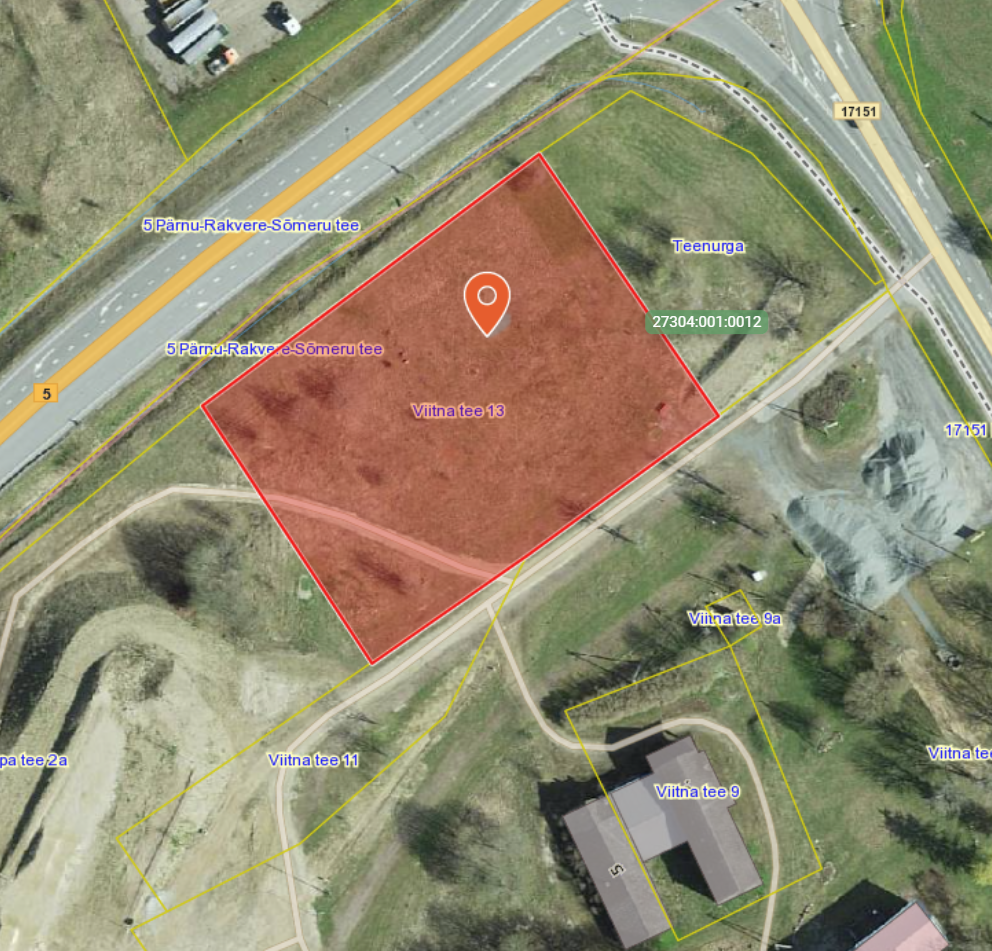 17151
5 Pärnu-Rakvere-Sõmeru tee
Teenurga
27304:001:0012
5 Pärnu-Rakvere-Sõmeru tee
5
Viitna tee 13
17151
Viitna tee 9a
pa tee 2a
Viitna tee 11
Viitna tee
Viitna tee 9
5